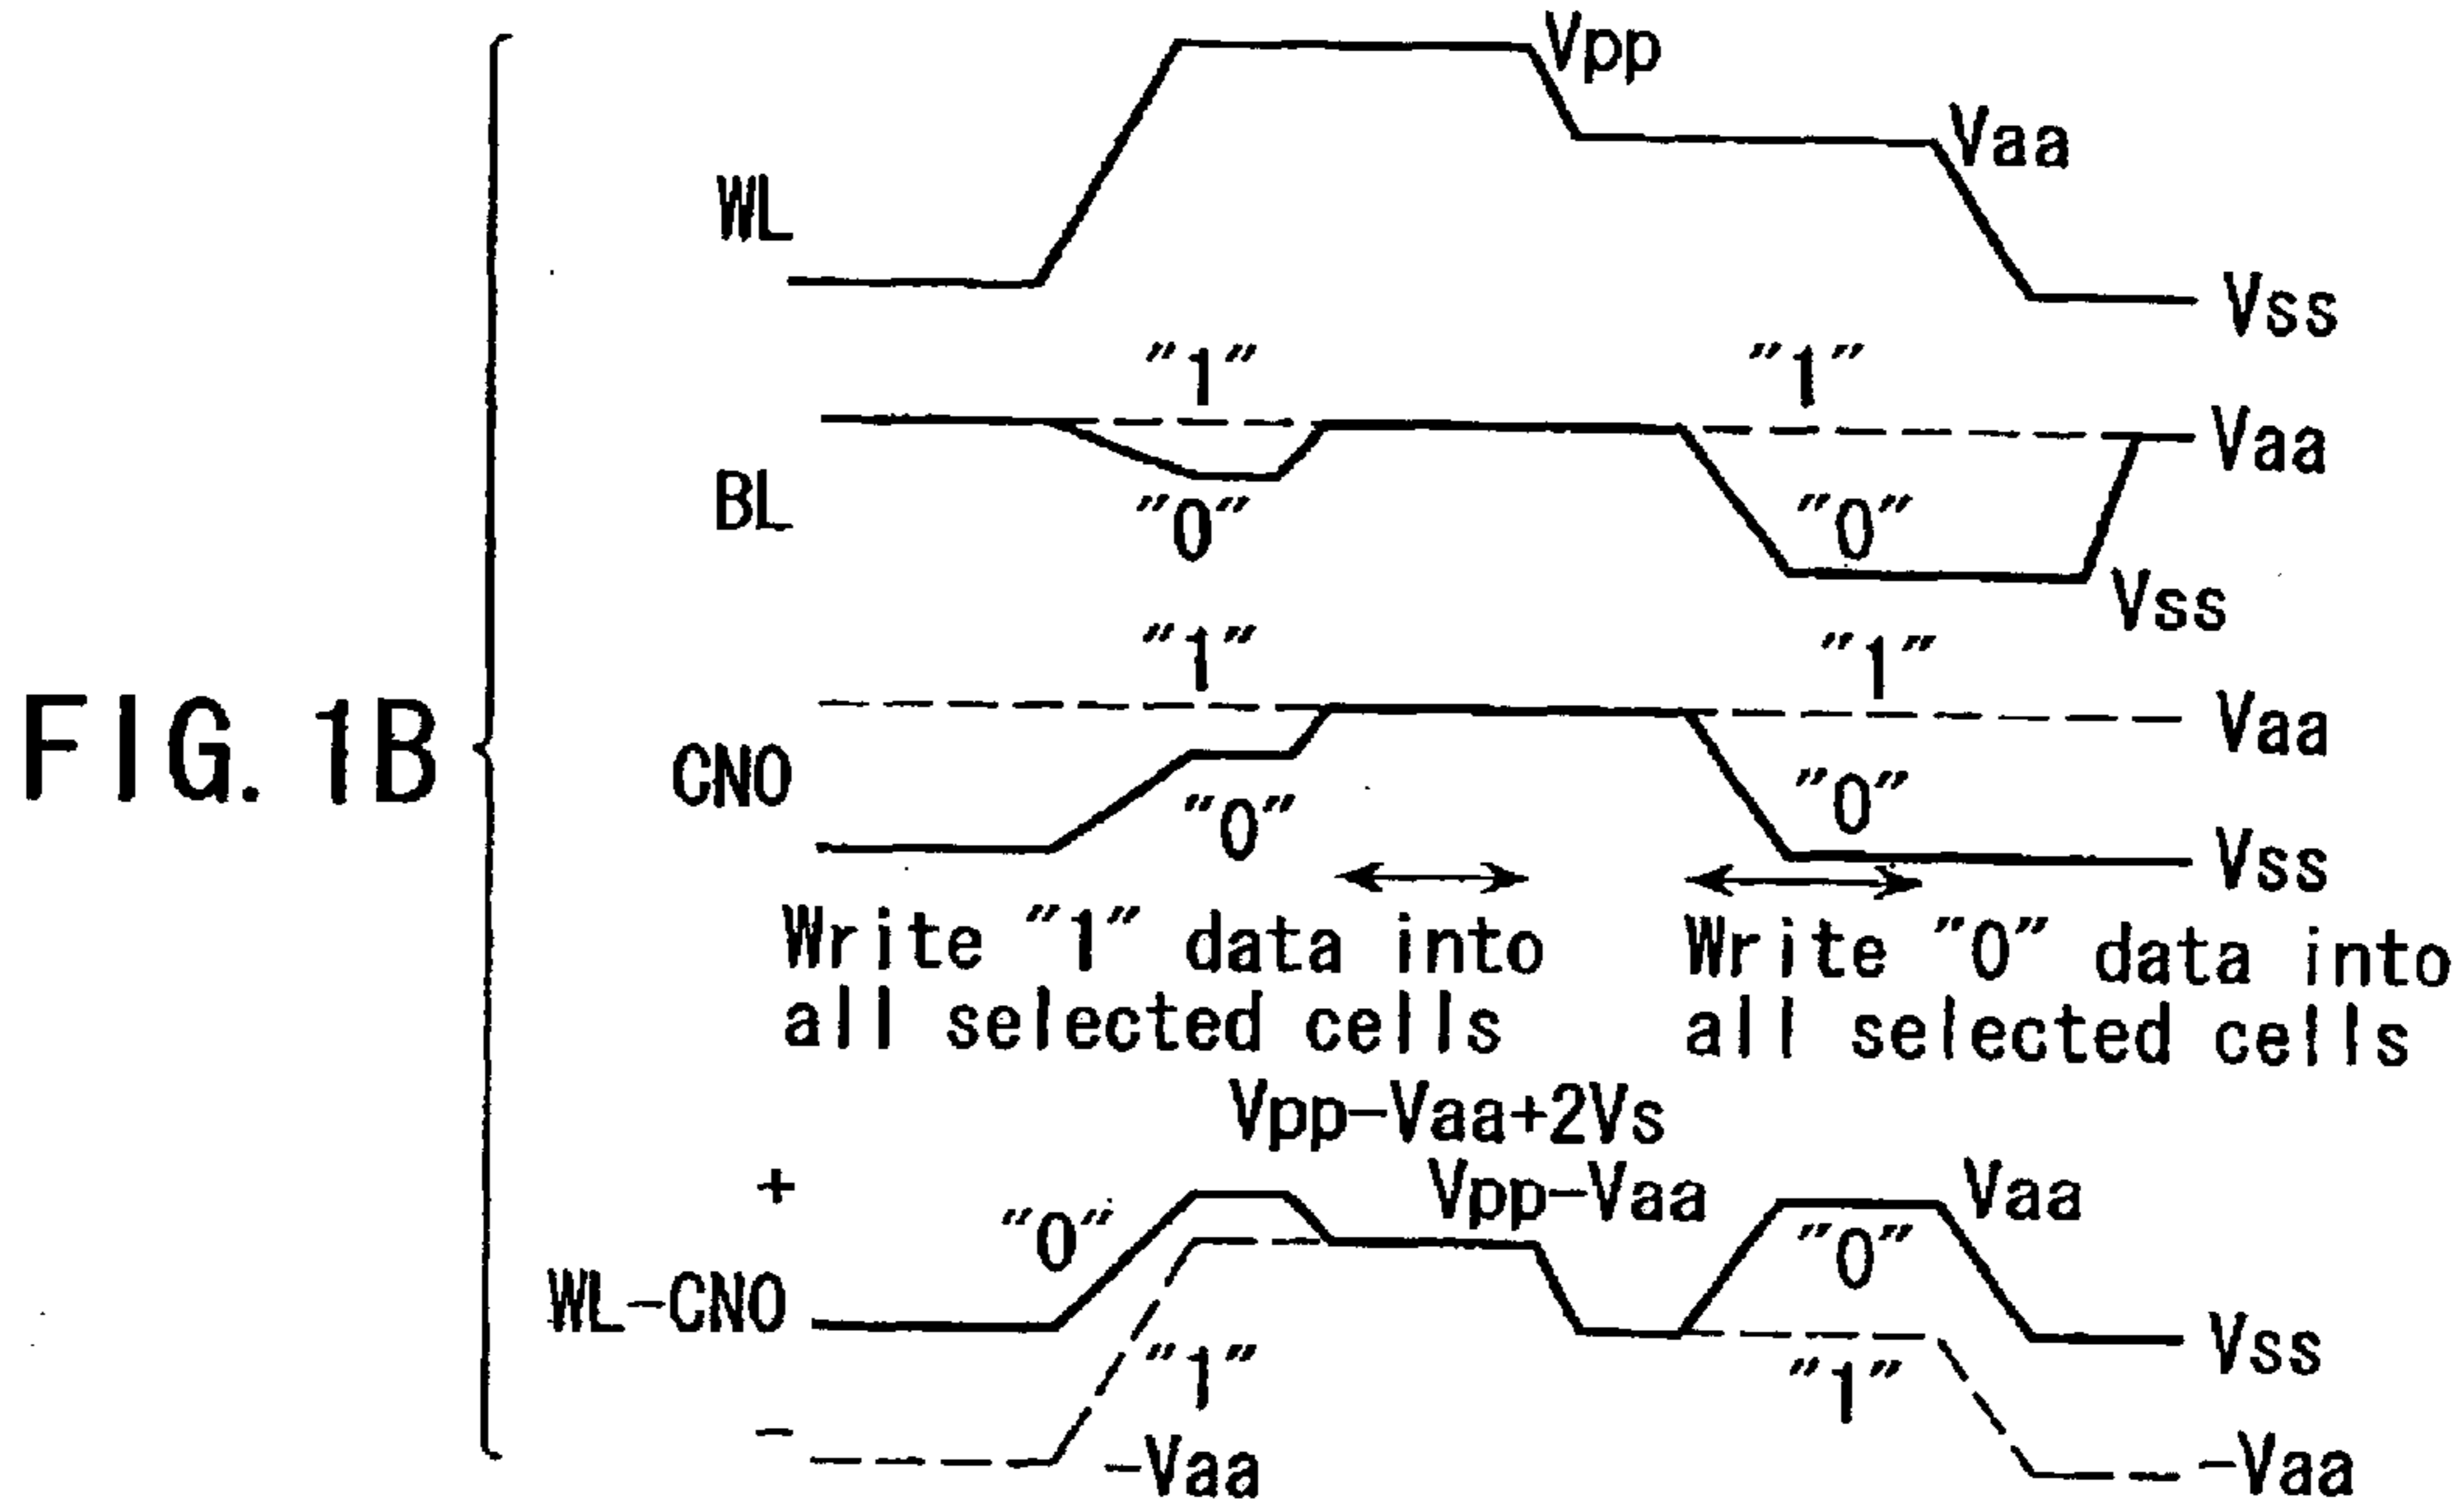 FIG. 1B
Vpp
Vaa
WL
Vss
"1" "1"
Vaa
BL
"0" "0"
Vss
"1" "1"
Vaa
CNO
"0" "0"
Vss
Write "1" data into
all selected cells
Write "0" data into
all selected cells
Vpp-Vaa+2Vs
+
Vpp-Vaa
Vaa
"0" "0"
WL-CNO
Vss
"1" "1"
-
-Vaa
-Vaa